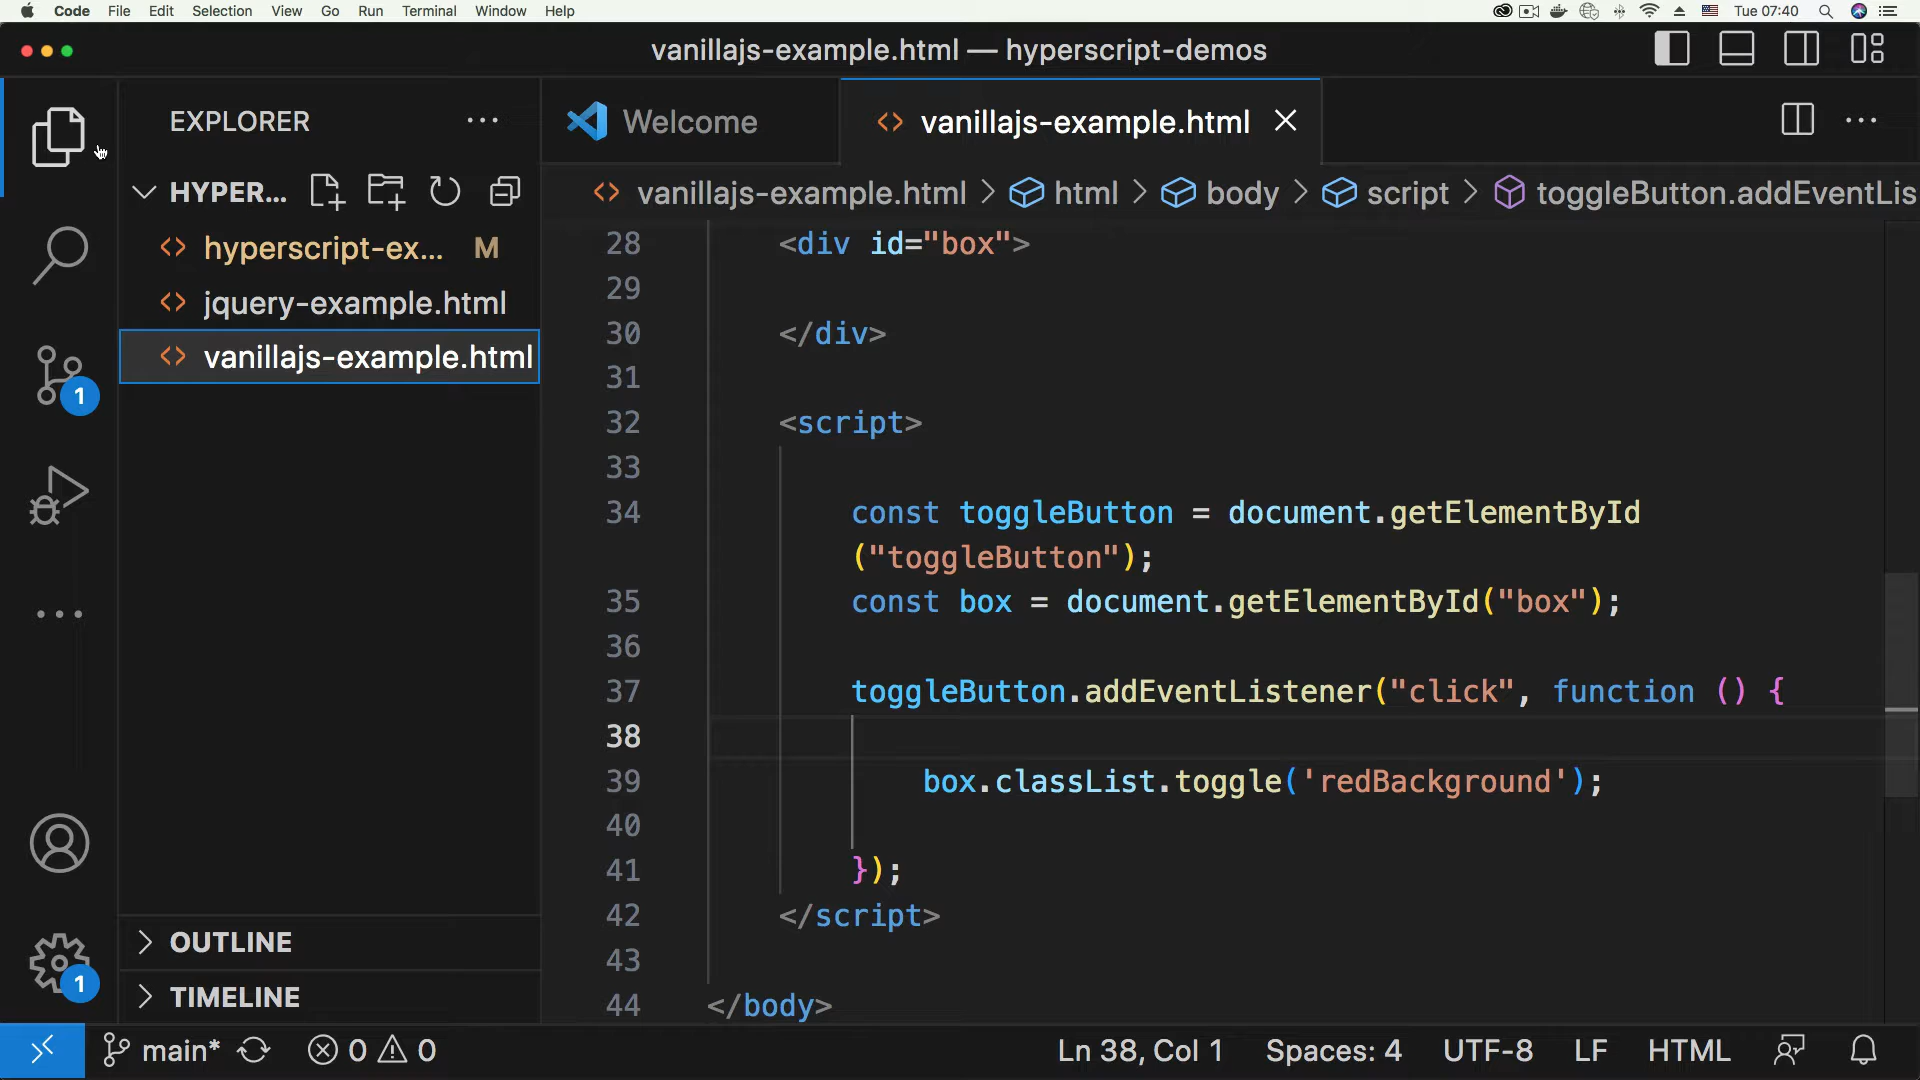 Code File Edit Selection View Go Run Terminal Window Help Tue 07:40
vanillajs-example.html — hyperscript-demos
EXPLORER ...
HYPER...
hyperscript-ex... M
jquery-example.html
vanillajs-example.html
1
...
1
OUTLINE
TIMELINE
Welcome vanillajs-example.html ...
vanillajs-example.html > html > body > script > toggleButton.addEventLis
28 <div id="box">
29
30 </div>
31
32 <script>
33
34 const toggleButton = document.getElementById
("toggleButton");
35 const box = document.getElementById("box");
36
37 toggleButton.addEventListener("click", function () {
38
39 box.classList.toggle('redBackground');
40
41 });
42 </script>
43
44 </body>
main* 0 0 Ln 38, Col 1 Spaces: 4 UTF-8 LF HTML